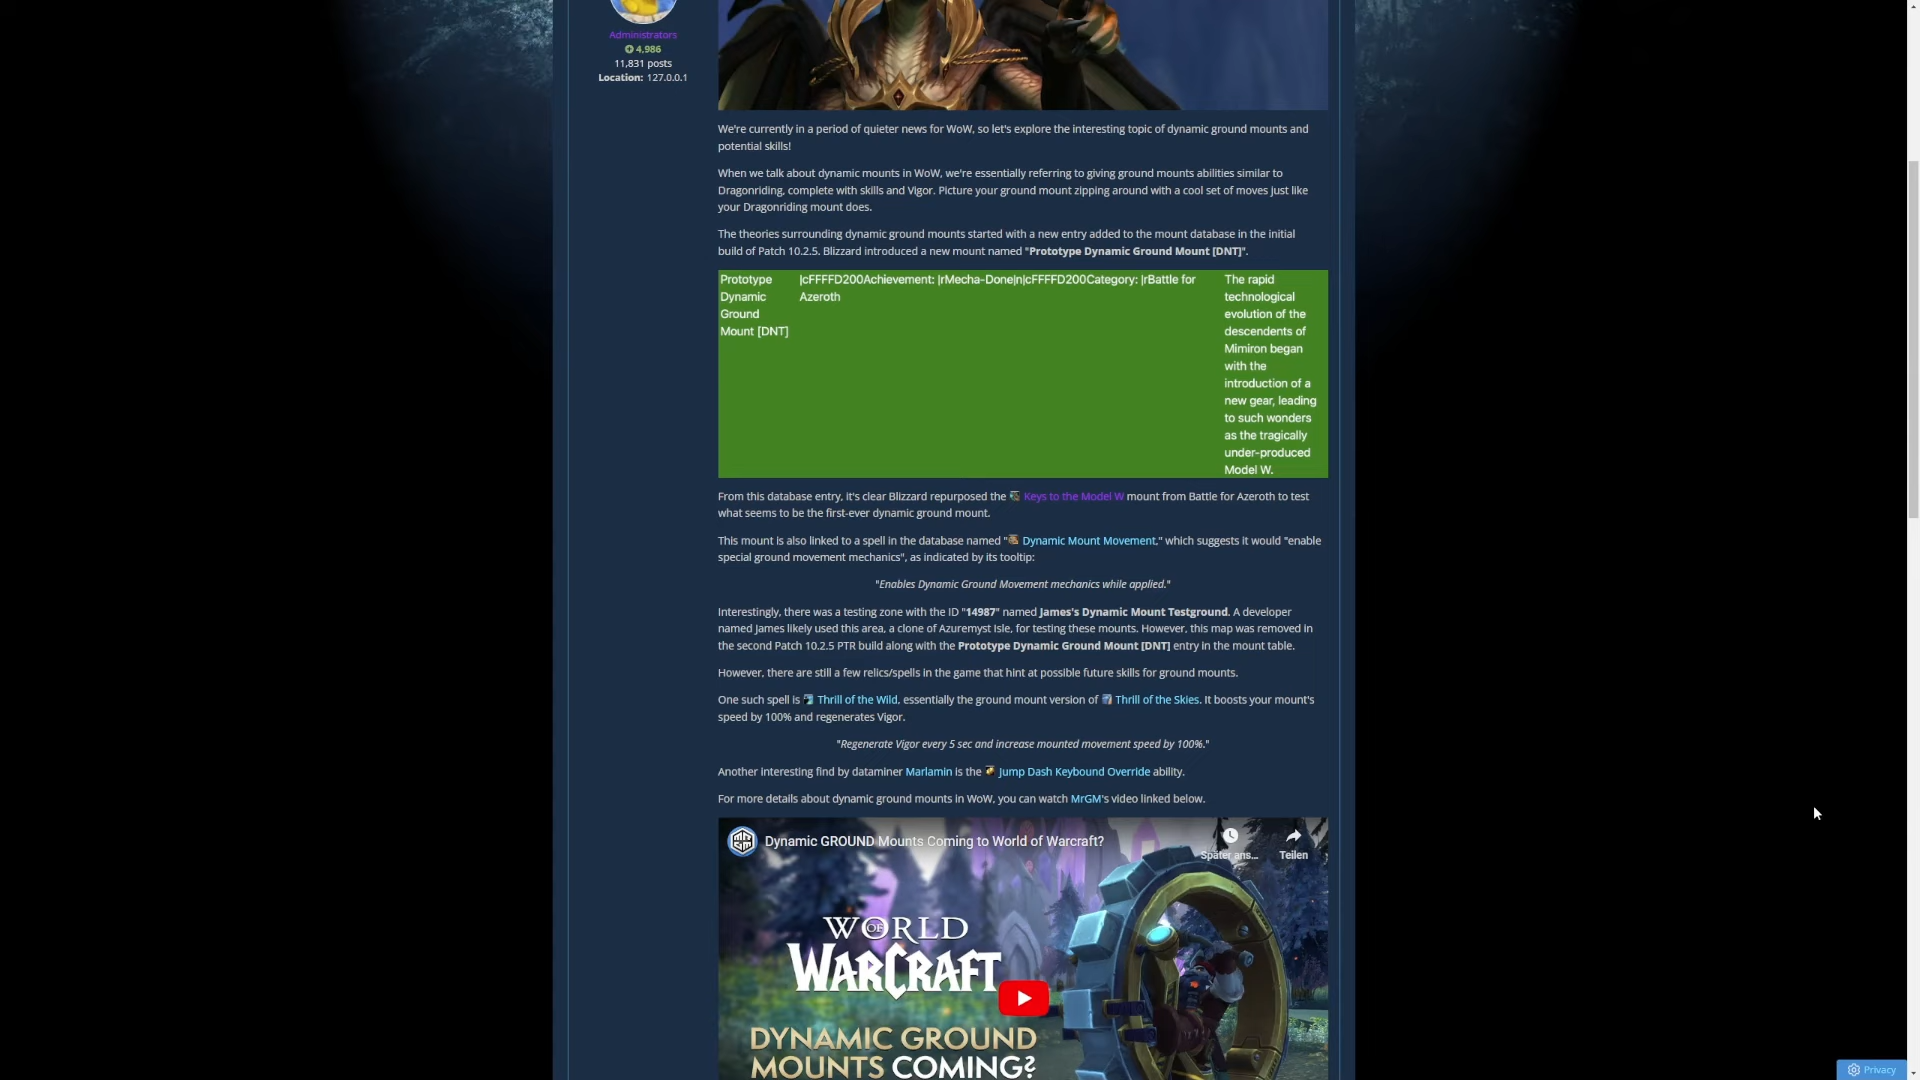 Administrators
4,986
11,831 posts
Location: 127.0.0.1
We're currently in a period of quieter news for WoW, so let's explore the interesting topic of dynamic ground mounts and
potential skills!
When we talk about dynamic mounts in WoW, we're essentially referring to giving ground mounts abilities similar to
Dragonriding, complete with skills and Vigor. Picture your ground mount zipping around with a cool set of moves just like
your Dragonriding mount does.
The theories surrounding dynamic ground mounts started with a new entry added to the mount database in the initial
build of Patch 10.2.5. Blizzard introduced a new mount named "Prototype Dynamic Ground Mount [DNT]".
Prototype
Dynamic
Ground
Mount [DNT]
|cFFFFD200Achievement: |rMecha-Done|n|cFFFFD200Category: |rBattle for
Azeroth
The rapid
technological
evolution of the
descendents of
Mimiron began
with the
introduction of a
new gear, leading
to such wonders
as the tragically
under-produced
Model W.
From this database entry, it's clear Blizzard repurposed the Keys to the Model W mount from Battle for Azeroth to test
what seems to be the first-ever dynamic ground mount.
This mount is also linked to a spell in the database named "Dynamic Mount Movement," which suggests it would "enable
special ground movement mechanics", as indicated by its tooltip:
"Enables Dynamic Ground Movement mechanics while applied."
Interestingly, there was a testing zone with the ID "14987" named James's Dynamic Mount Testground. A developer
named James likely used this area, a clone of Azuremyst Isle, for testing these mounts. However, this map was removed in
the second Patch 10.2.5 PTR build along with the Prototype Dynamic Ground Mount [DNT] entry in the mount table.
However, there are still a few relics/spells in the game that hint at possible future skills for ground mounts.
One such spell is Thrill of the Wild, essentially the ground mount version of Thrill of the Skies. It boosts your mount's
speed by 100% and regenerates Vigor.
"Regenerate Vigor every 5 sec and increase mounted movement speed by 100%."
Another interesting find by dataminer Marlamin is the Jump Dash Keybound Override ability.
For more details about dynamic ground mounts in WoW, you can watch MrGM's video linked below.
Dynamic GROUND Mounts Coming to World of Warcraft?
Später ans...
Teilen
WORLD
OF
WARCRAFT
DYNAMIC GROUND
MOUNTS COMING?
Privacy